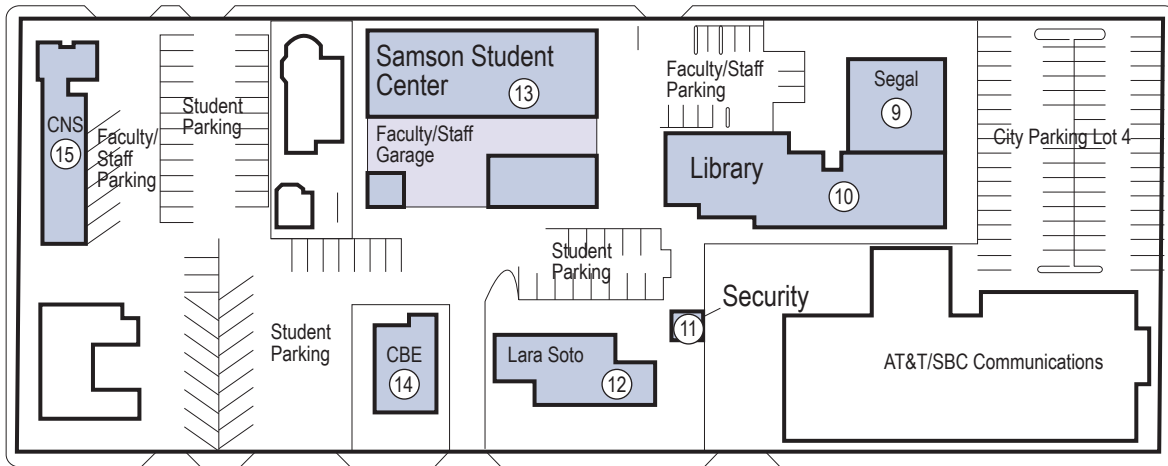 Samson Student
Center
13
Faculty/Staff
Garage
Faculty/Staff
Parking
Segal
9
City Parking Lot 4
Library
10
CNS
15
Faculty/
Staff
Parking
Student
Parking
Student
Parking
Security
11
Student
Parking
CBE
14
Lara Soto
12
AT&T/SBC Communications